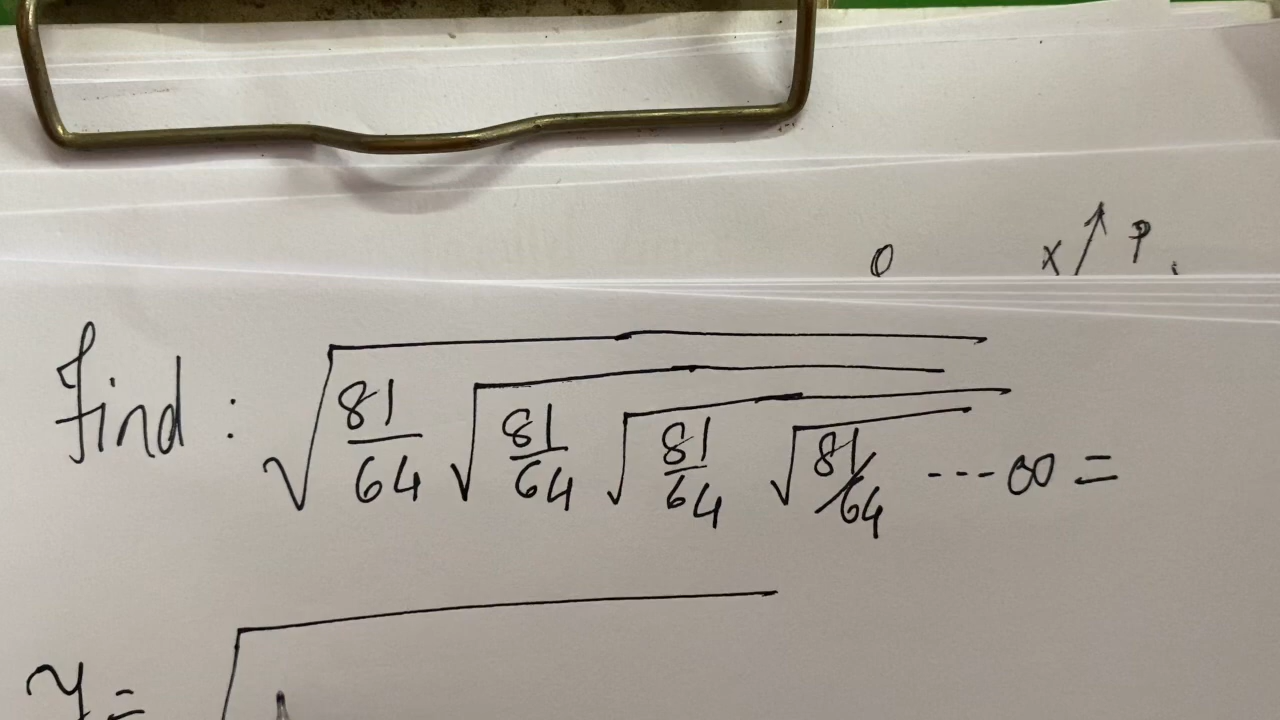 0 x ↑ P.
find : √(81/64 √(81/64 √(81/64 √(81/64 ---∞ =
y = √